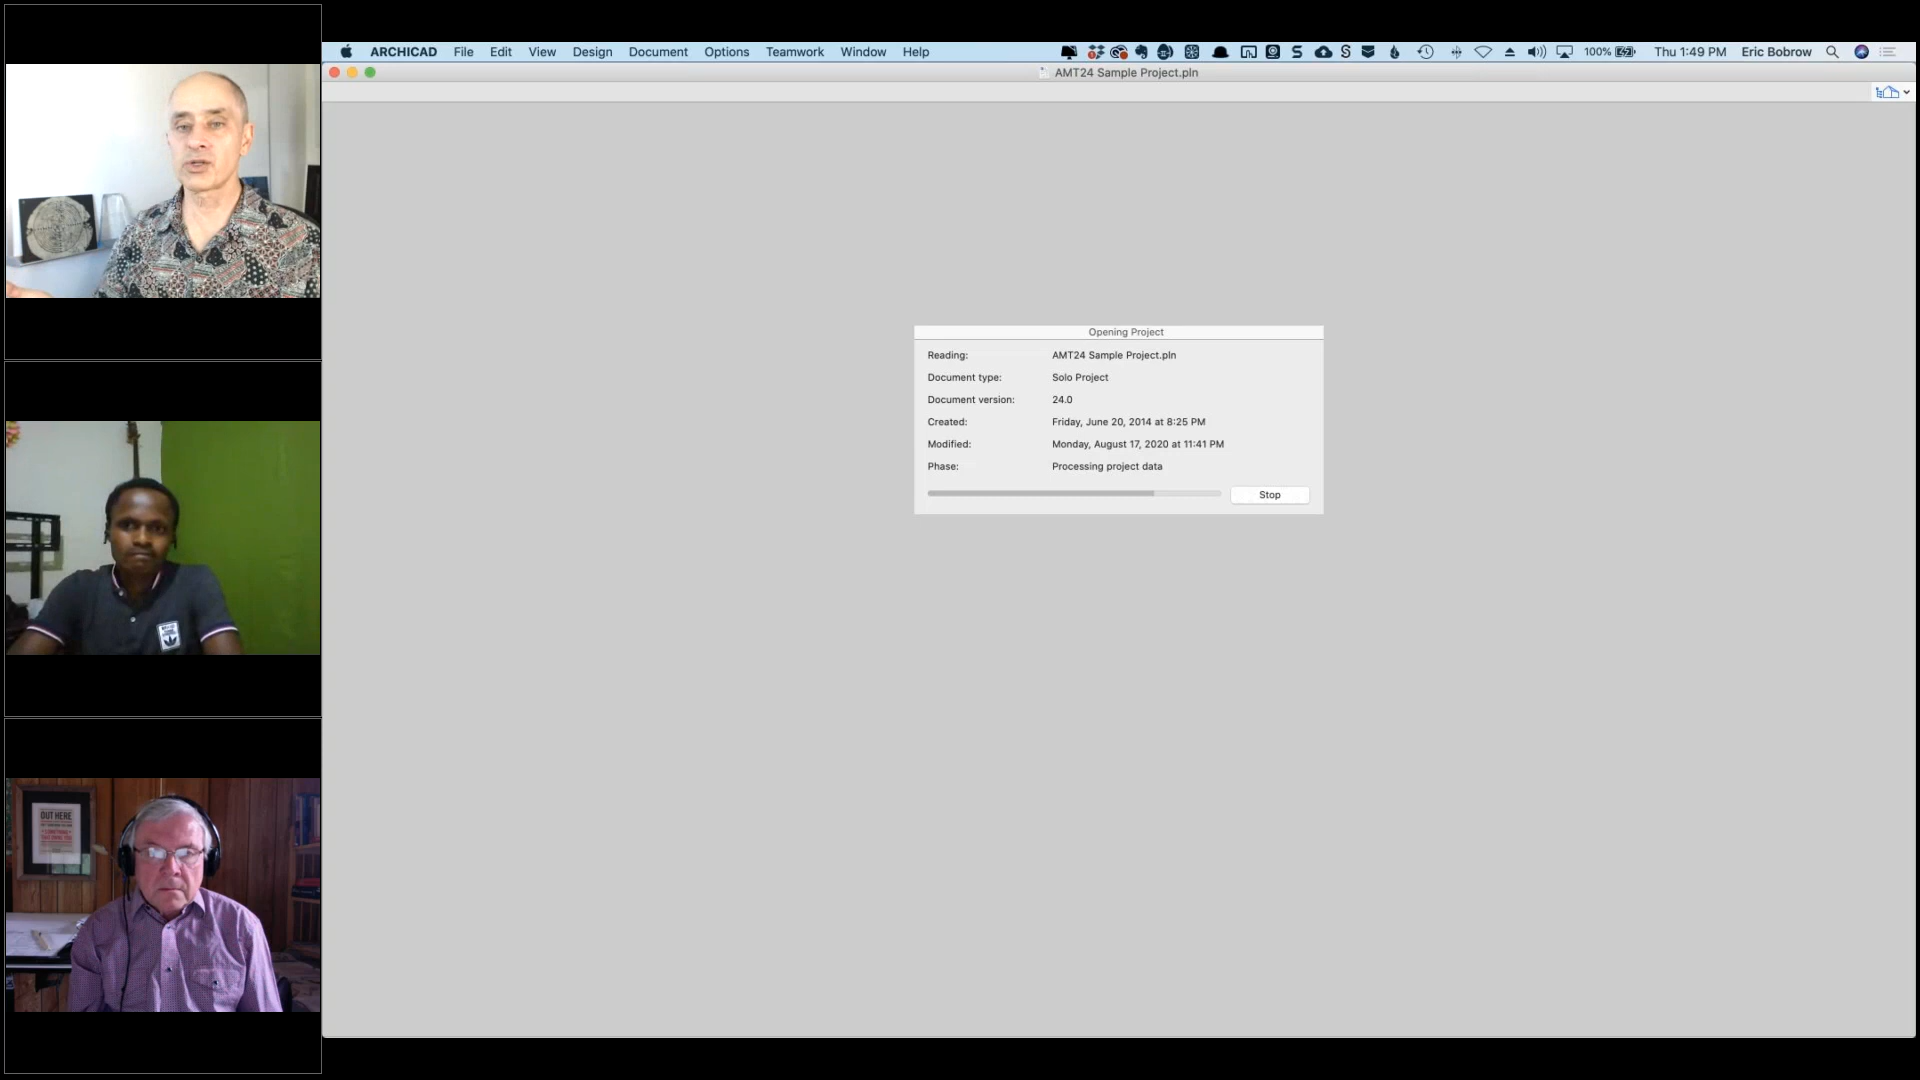 ARCHICAD File Edit View Design Document Options Teamwork Window Help 100% Thu 1:49 PM Eric Bobrow
AMT24 Sample Project.pln
Opening Project
Reading: AMT24 Sample Project.pln
Document type: Solo Project
Document version: 24.0
Created: Friday, June 20, 2014 at 8:25 PM
Modified: Monday, August 17, 2020 at 11:41 PM
Phase: Processing project data
Stop
OUT HERE